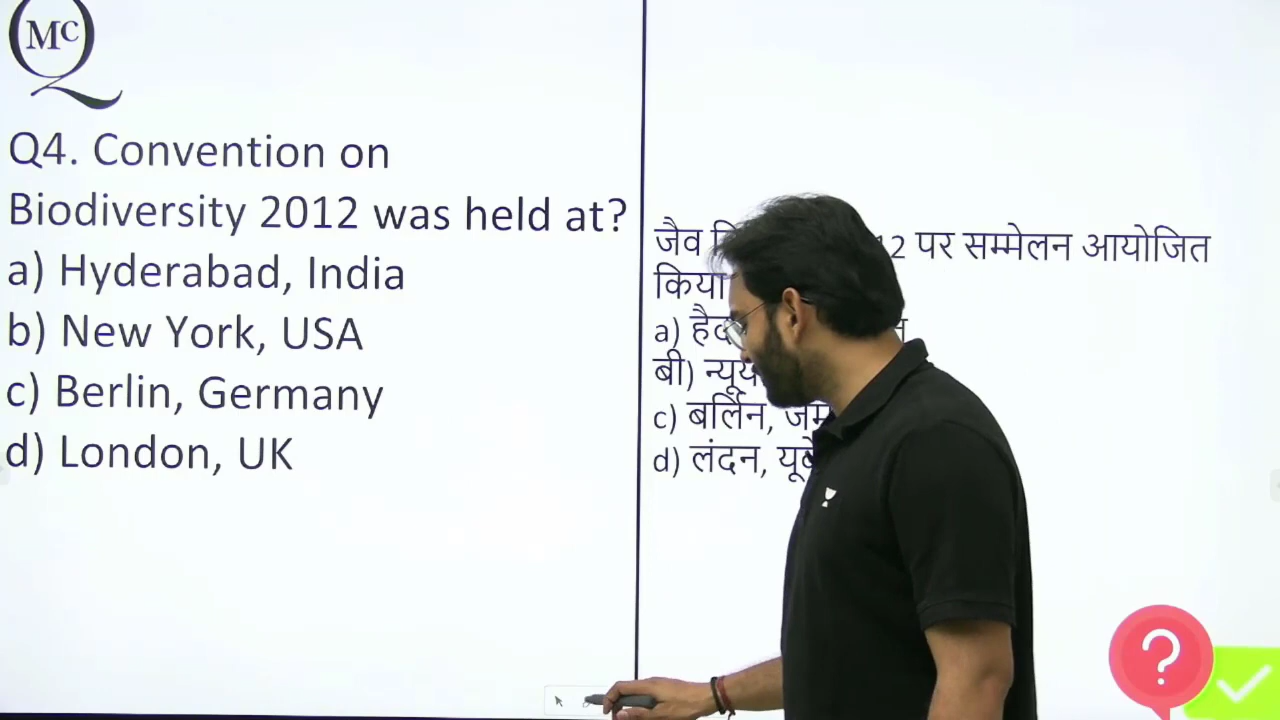 MC
Q4. Convention on
Biodiversity 2012 was held at?
a) Hyderabad, India
b) New York, USA
c) Berlin, Germany
d) London, UK
जैव 2 पर सम्मेलन आयोजित
किया
a)
बी)
c) बर्लिन,
d) लंदन,
?